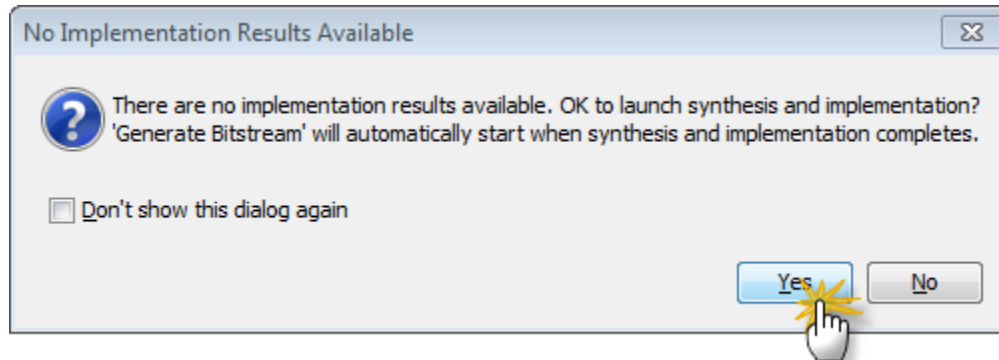 No Implementation Results Available
There are no implementation results available. OK to launch synthesis and implementation?
'Generate Bitstream' will automatically start when synthesis and implementation completes.
Don't show this dialog again
Yes No